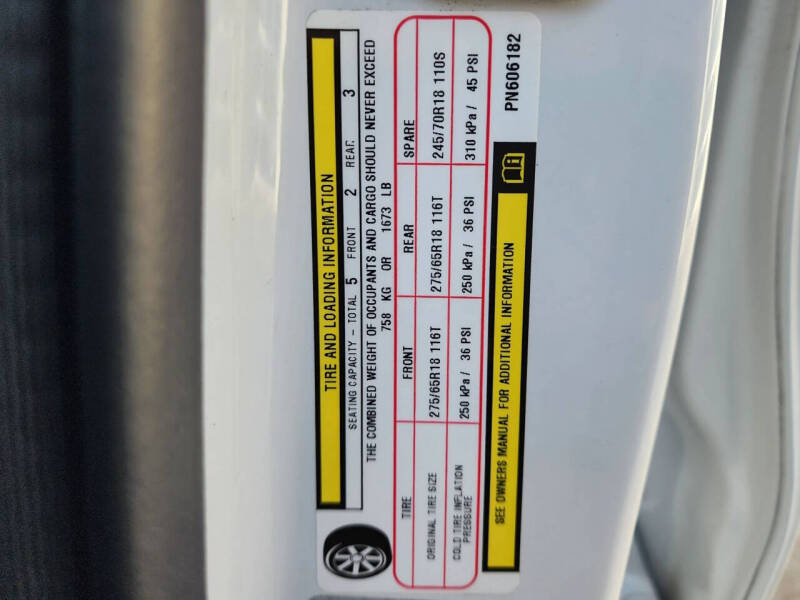 TIRE AND LOADING INFORMATION
SEATING CAPACITY - TOTAL 5 FRONT 2 REAR 3
THE COMBINED WEIGHT OF OCCUPANTS AND CARGO SHOULD NEVER EXCEED
758 KG OR 1673 LB
TIRE FRONT REAR SPARE
ORIGINAL TIRE SIZE 275/65R18 116T 275/65R18 116T 245/70R18 110S
COLD TIRE INFLATION PRESSURE 250 kPa / 36 PSI 250 kPa / 36 PSI 310 kPa / 45 PSI
SEE OWNERS MANUAL FOR ADDITIONAL INFORMATION
PN606182